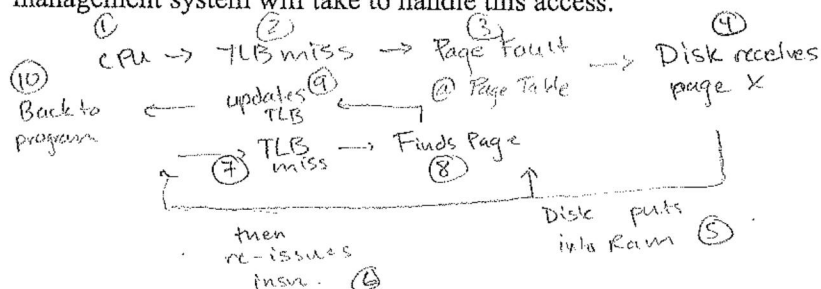 management system will take to handle this access.
① ② ③ ④
CPU → TLB miss → Page Fault → Disk receives
@ Page Table page X
⑩ Back to program ← updates TLB ⑨
→ TLB miss → Finds Page
⑦ ⑧
Disk puts
into Ram ⑤
then
re-issues
insn. ⑥